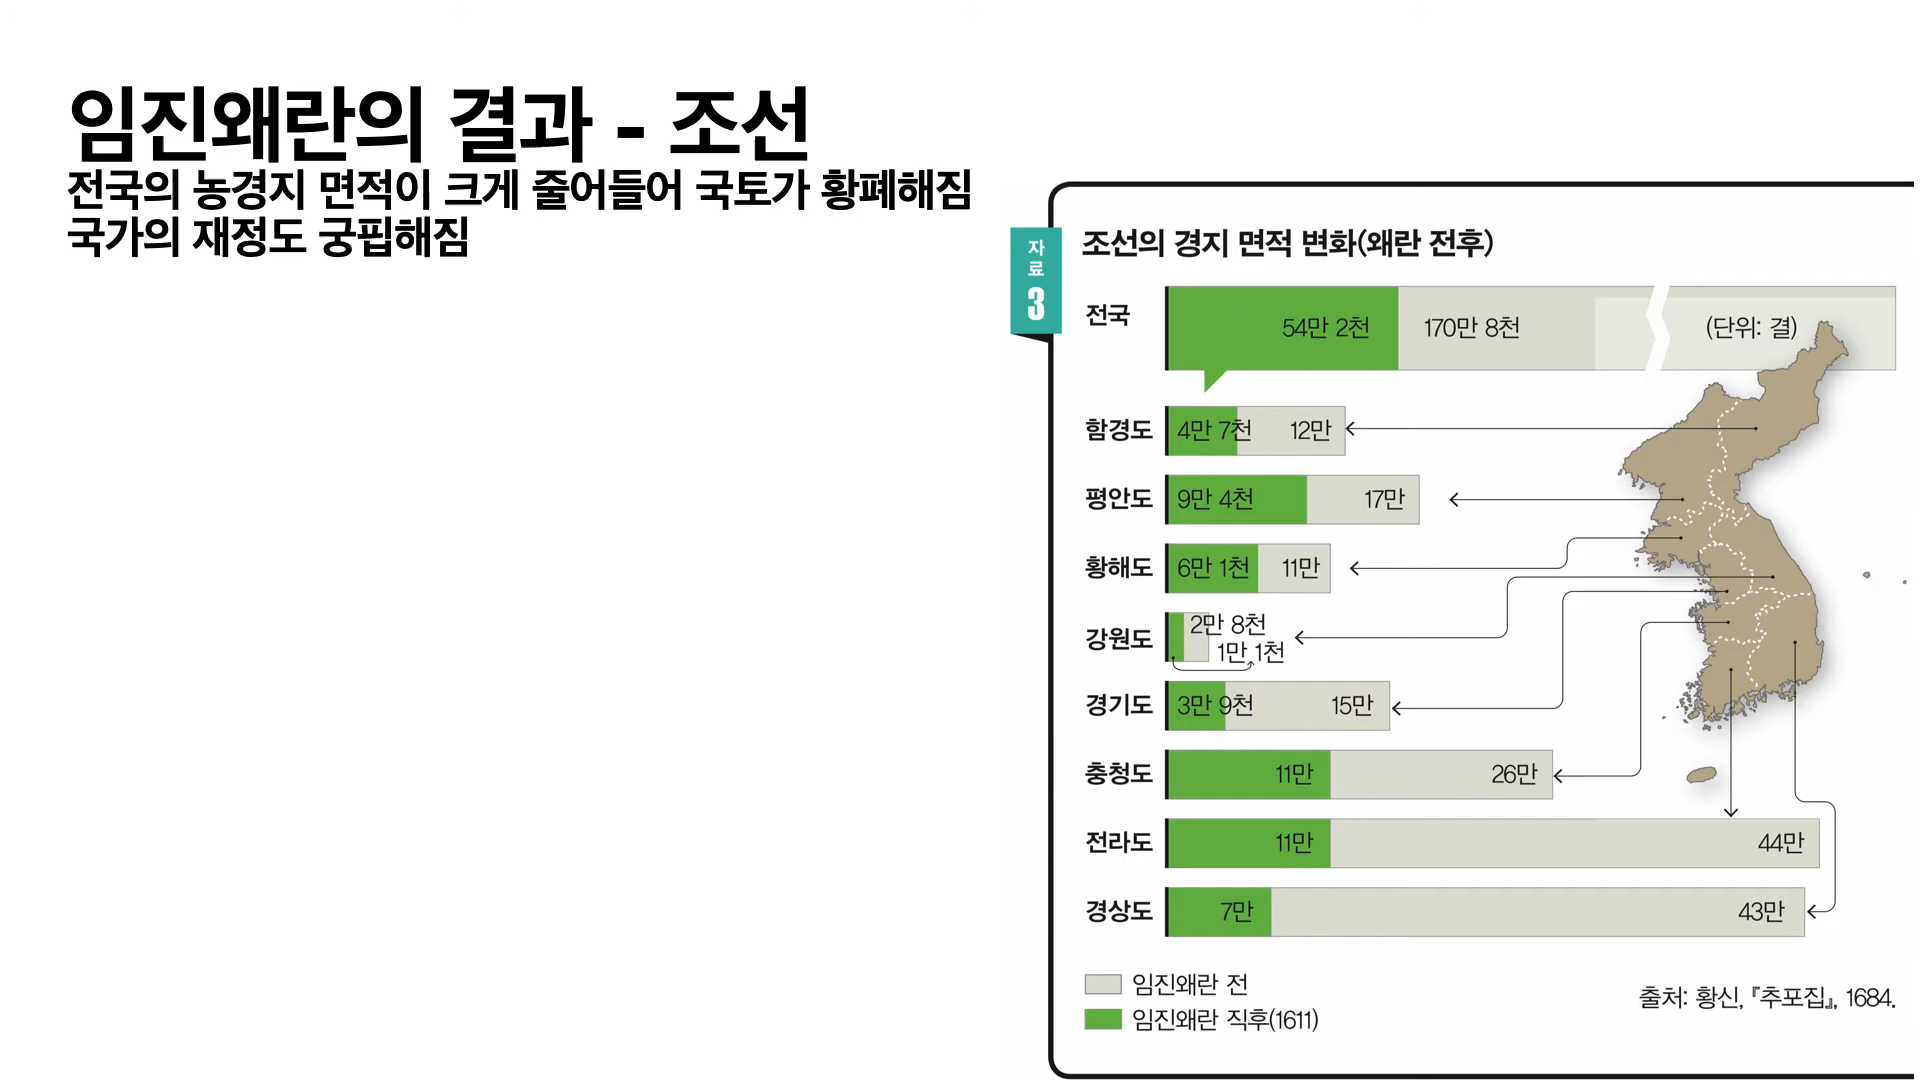 임진왜란의 결과 - 조선
전국의 농경지 면적이 크게 줄어들어 국토가 황폐해짐
국가의 재정도 궁핍해짐
자료 3
조선의 경지 면적 변화(왜란 전후)
전국 54만 2천 170만 8천 (단위: 결)
함경도 4만 7천 12만
평안도 9만 4천 17만
황해도 6만 1천 11만
강원도 2만 8천
1만 1천
경기도 3만 9천 15만
충청도 11만 26만
전라도 11만 44만
경상도 7만 43만
임진왜란 전
임진왜란 직후(1611)
출처: 황신, 『추포집』, 1684.